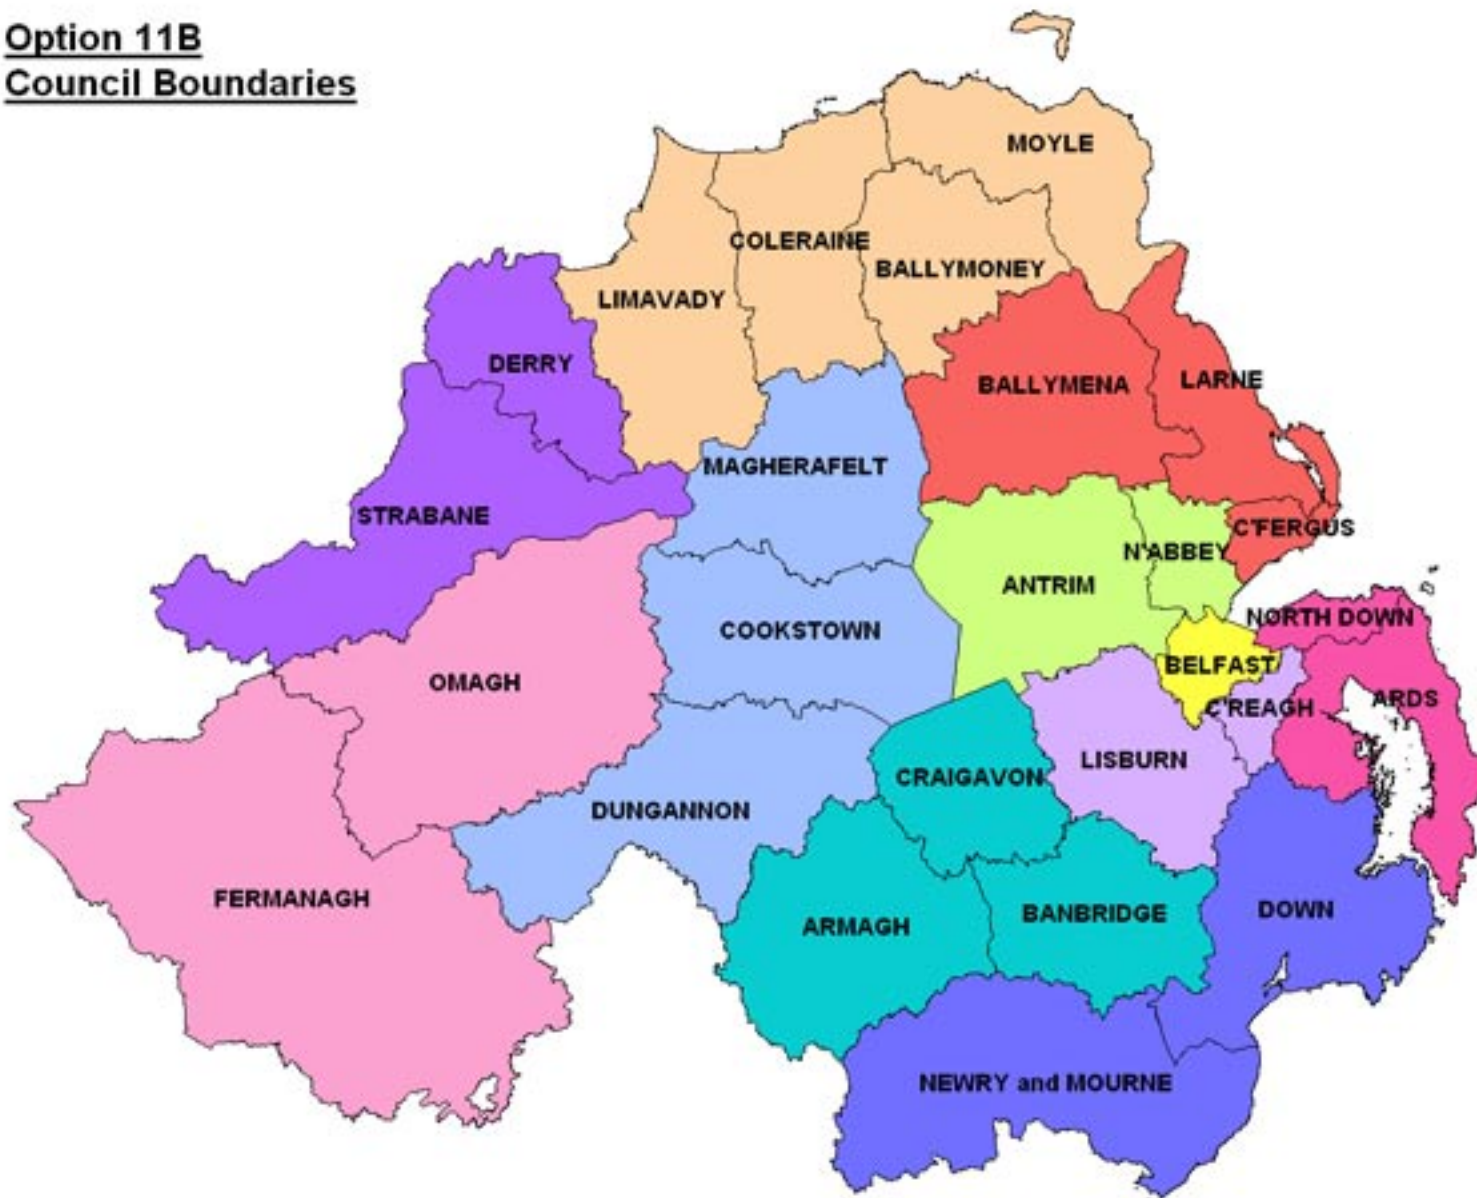 Option 11B
Council Boundaries
MOYLE
COLERAINE
BALLYMONEY
LIMAVADY
DERRY
BALLYMENA
LARNE
MAGHERAFELT
STRABANE
C'FERGUS
N'ABBEY
ANTRIM
NORTH DOWN
COOKSTOWN
BELFAST
OMAGH
ARDS
C'REAGH
LISBURN
CRAIGAVON
DUNGANNON
FERMANAGH
DOWN
BANBRIDGE
ARMAGH
NEWRY and MOURNE